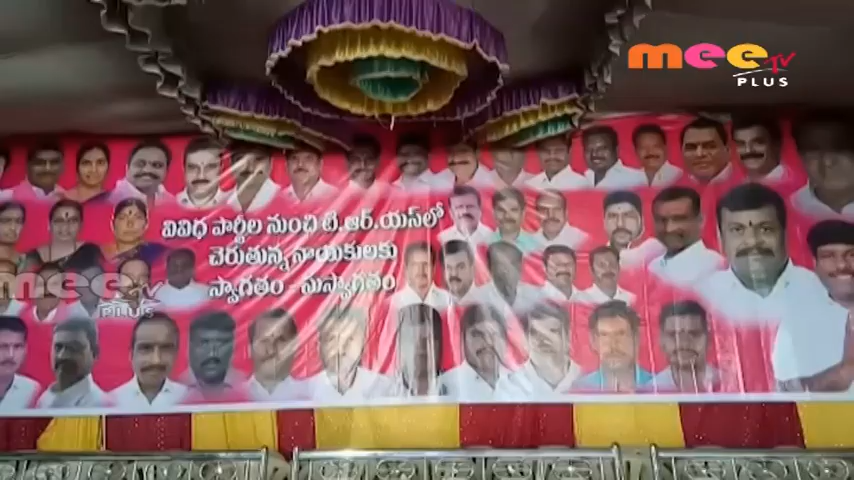 mee TV
PLUS
వివిధ పార్టీల నుంచి టి.ఆర్.యస్‌లో
చేరుతున్న నాయకులకు
స్వాగతం - సుస్వాగతం
mee TV
PLUS